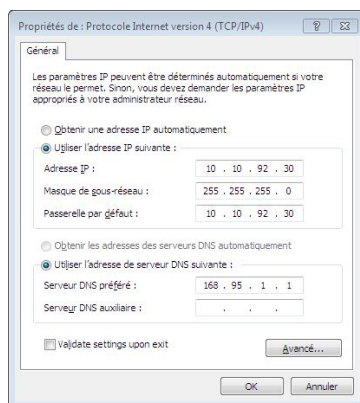 Propriétés de : Protocole Internet version 4 (TCP/IPv4)
Général
Les paramètres IP peuvent être déterminés automatiquement si votre
réseau le permet. Sinon, vous devez demander les paramètres IP
appropriés à votre administrateur réseau.
Obtenir une adresse IP automatiquement
Utiliser l'adresse IP suivante :
Adresse IP : 10 . 10 . 92 . 30
Masque de sous-réseau : 255 . 255 . 255 . 0
Passerelle par défaut : 10 . 10 . 92 . 30
Obtenir les adresses des serveurs DNS automatiquement
Utiliser l'adresse de serveur DNS suivante :
Serveur DNS préféré : 168 . 95 . 1 . 1
Serveur DNS auxiliaire : . . .
Validate settings upon exit
Avancé...
OK Annuler